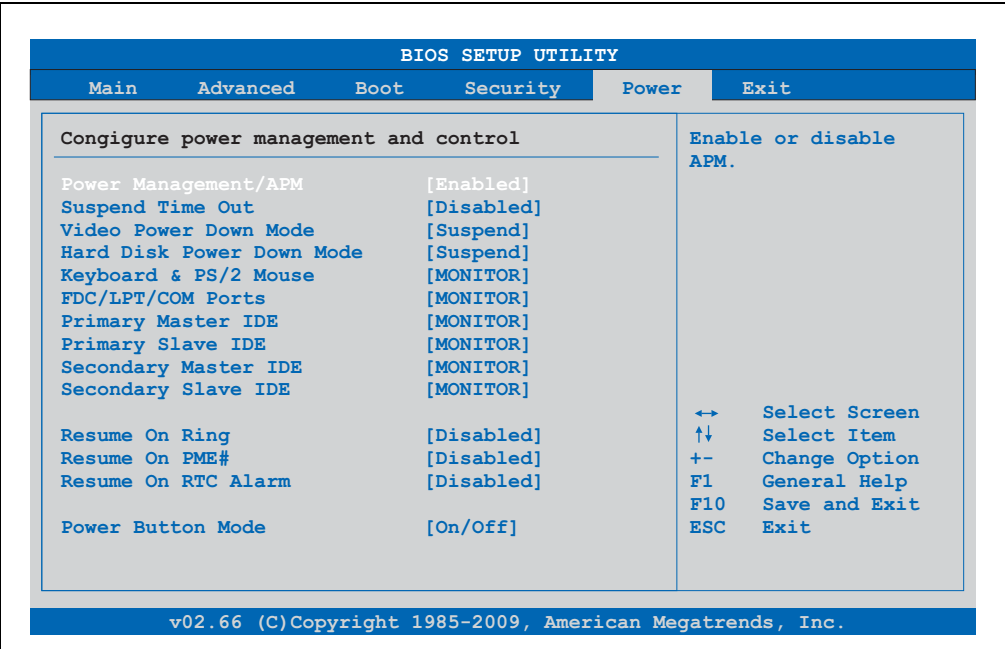 BIOS SETUP UTILITY
Main Advanced Boot Security Power Exit
Congigure power management and control
Power Management/APM [Enabled]
Suspend Time Out [Disabled]
Video Power Down Mode [Suspend]
Hard Disk Power Down Mode [Suspend]
Keyboard & PS/2 Mouse [MONITOR]
FDC/LPT/COM Ports [MONITOR]
Primary Master IDE [MONITOR]
Primary Slave IDE [MONITOR]
Secondary Master IDE [MONITOR]
Secondary Slave IDE [MONITOR]
Resume On Ring [Disabled]
Resume On PME# [Disabled]
Resume On RTC Alarm [Disabled]
Power Button Mode [On/Off]
Enable or disable
APM.
↔ Select Screen
↑↓ Select Item
+- Change Option
F1 General Help
F10 Save and Exit
ESC Exit
v02.66 (C)Copyright 1985-2009, American Megatrends, Inc.